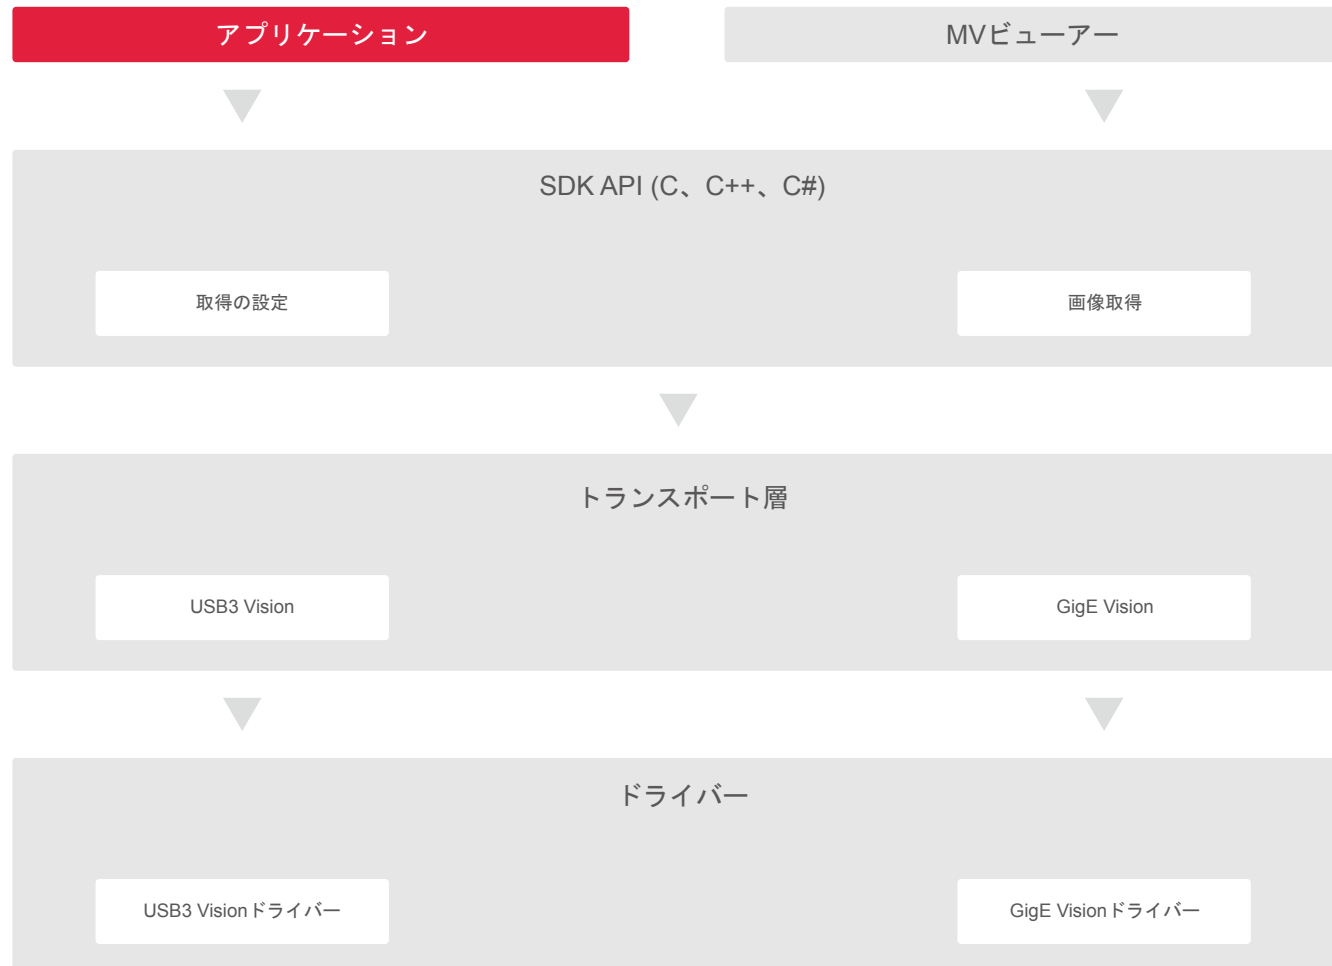 アプリケーション
MVビューアー
SDK API (C、C++、C#)
取得の設定
画像取得
トランスポート層
USB3 Vision
GigE Vision
ドライバー
USB3 Visionドライバー
GigE Visionドライバー